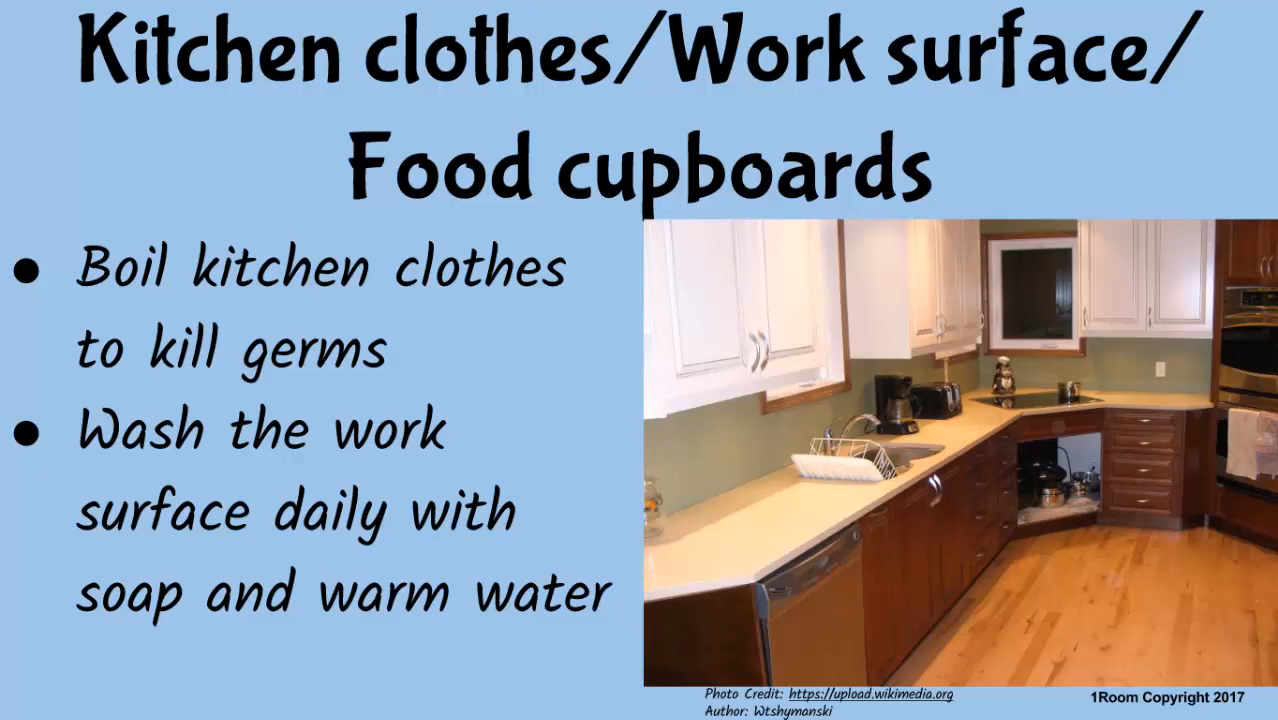 Kitchen clothes/Work surface/
Food cupboards
● Boil kitchen clothes
to kill germs
● Wash the work
surface daily with
soap and warm water
Photo Credit: https://upload.wikimedia.org
Author: Wtshymanski
1Room Copyright 2017